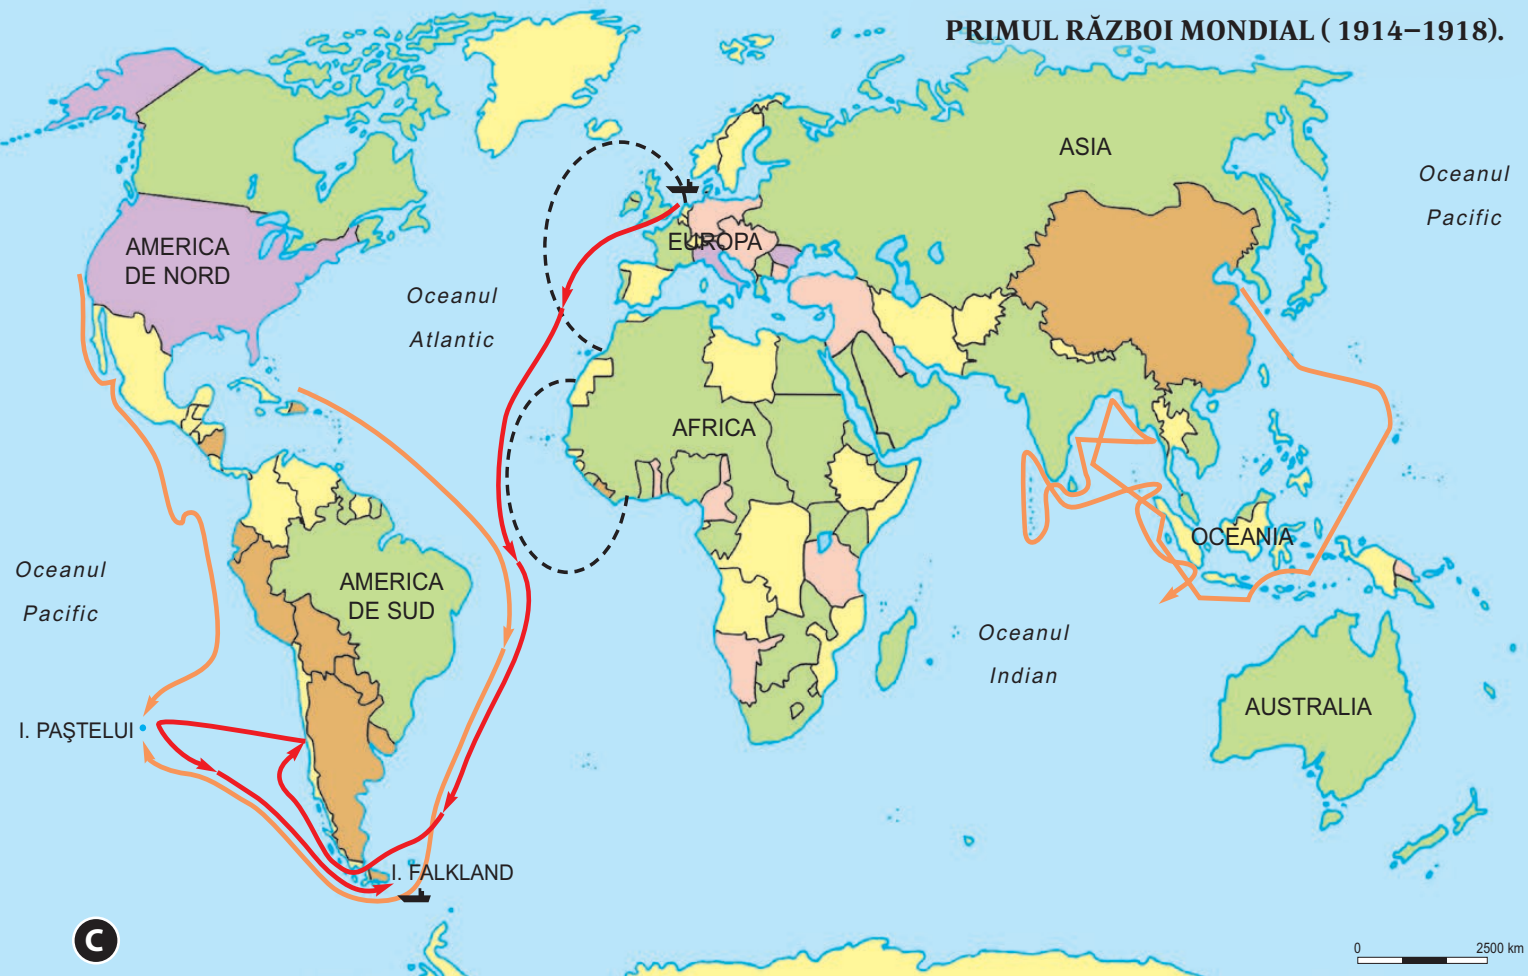 PRIMUL RĂZBOI MONDIAL ( 1914–1918).
ASIA
Oceanul
Pacific
AMERICA
DE NORD
EUROPA
Oceanul
Atlantic
AFRICA
OCEANIA
Oceanul
Pacific
AMERICA
DE SUD
Oceanul
Indian
AUSTRALIA
I. PAŞTELUI
I. FALKLAND
C
0 2500 km